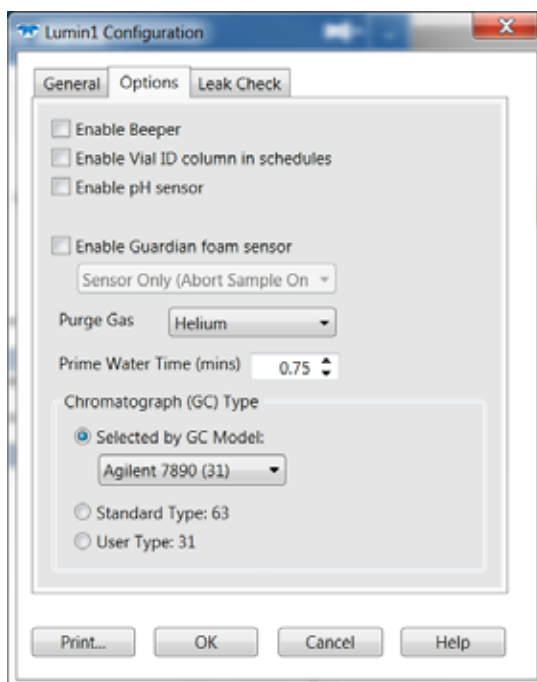 Lumin1 Configuration
General Options Leak Check
Enable Beeper
Enable Vial ID column in schedules
Enable pH sensor
Enable Guardian foam sensor
Sensor Only (Abort Sample On
Purge Gas Helium
Prime Water Time (mins) 0.75
Chromatograph (GC) Type
Selected by GC Model:
Agilent 7890 (31)
Standard Type: 63
User Type: 31
Print... OK Cancel Help